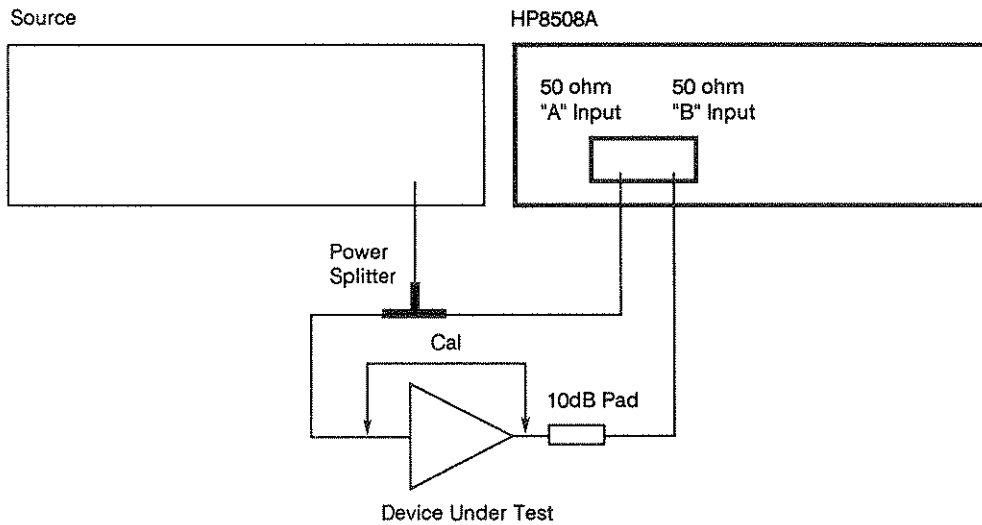 Source
HP8508A
50 ohm
"A" Input
50 ohm
"B" Input
Power
Splitter
Cal
10dB Pad
Device Under Test